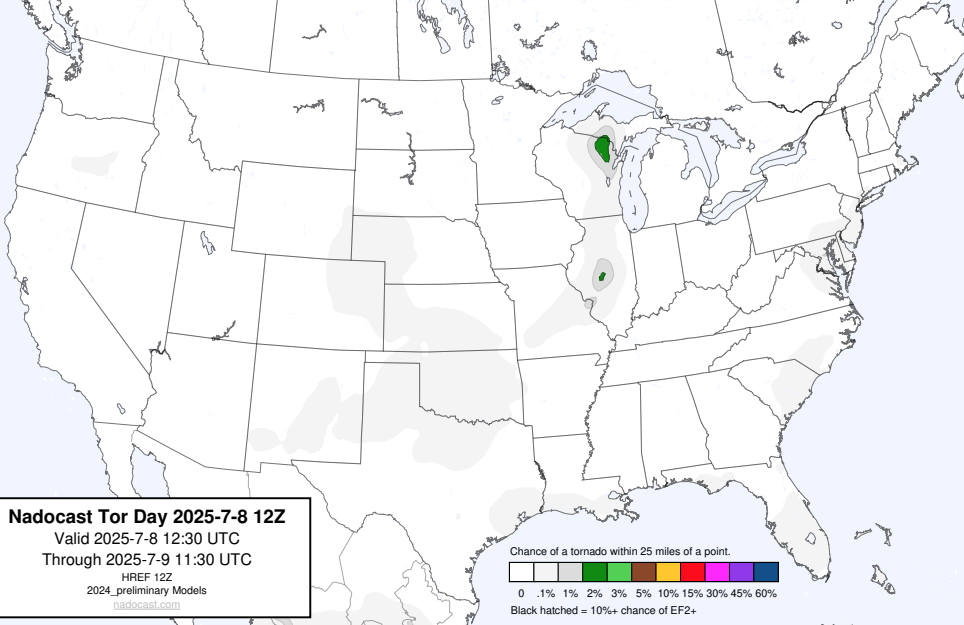 Nadocast Tor Day 2025-7-8 12Z
Valid 2025-7-8 12:30 UTC
Through 2025-7-9 11:30 UTC
HREF 12Z
2024_preliminary Models
nadocast.com
Chance of a tornado within 25 miles of a point.
0 .1% 1% 2% 3% 5% 10% 15% 30% 45% 60%
Black hatched = 10%+ chance of EF2+